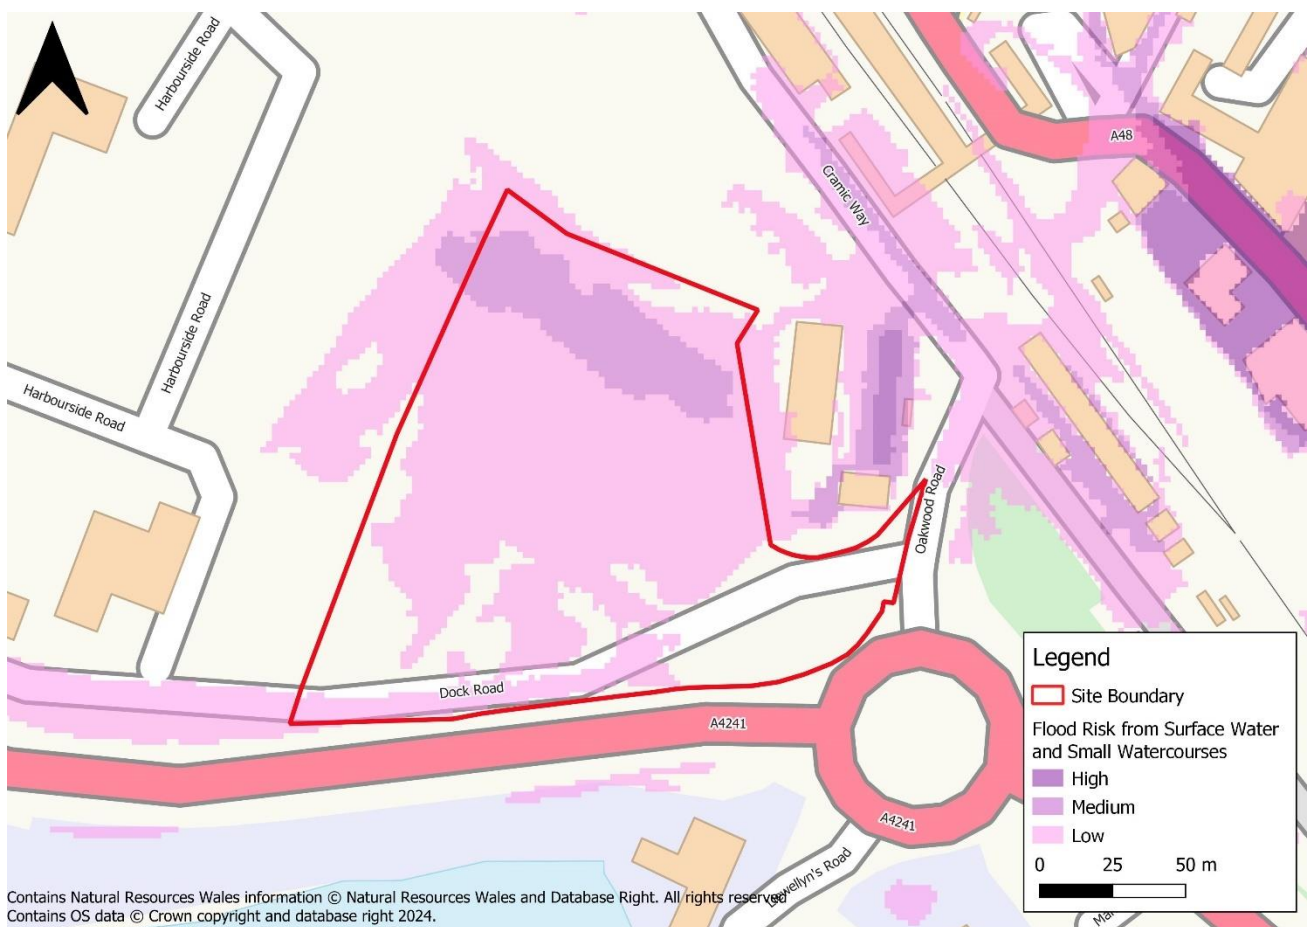 Harbourside Road
A48
Cramic Way
Harbourside Road
Harbourside Road
Oakwood Road
Dock Road
A4241
A4241
Legend
Site Boundary
Flood Risk from Surface Water
and Small Watercourses
High
Medium
Low
0 25 50 m
Llewellyn's Road
Contains Natural Resources Wales information © Natural Resources Wales and Database Right. All rights reserved
Contains OS data © Crown copyright and database right 2024.